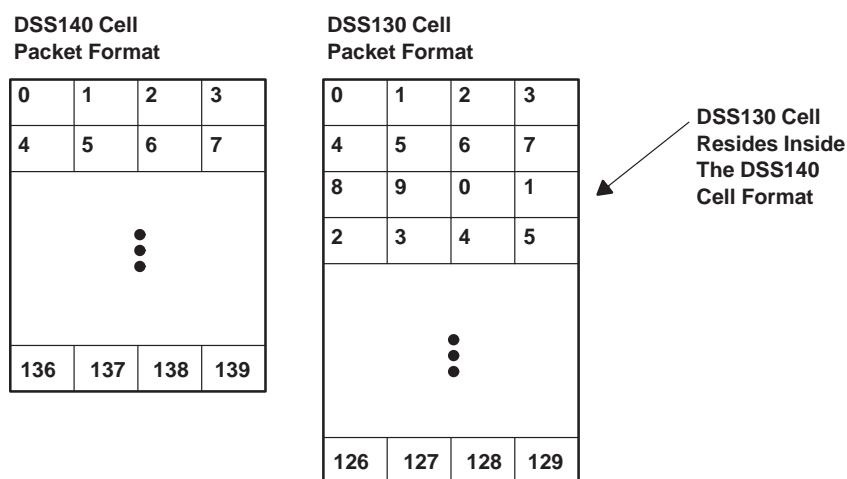 DSS140 Cell
Packet Format
0 1 2 3
4 5 6 7
136 137 138 139
DSS130 Cell
Packet Format
0 1 2 3
4 5 6 7
8 9 0 1
2 3 4 5
126 127 128 129
DSS130 Cell
Resides Inside
The DSS140
Cell Format